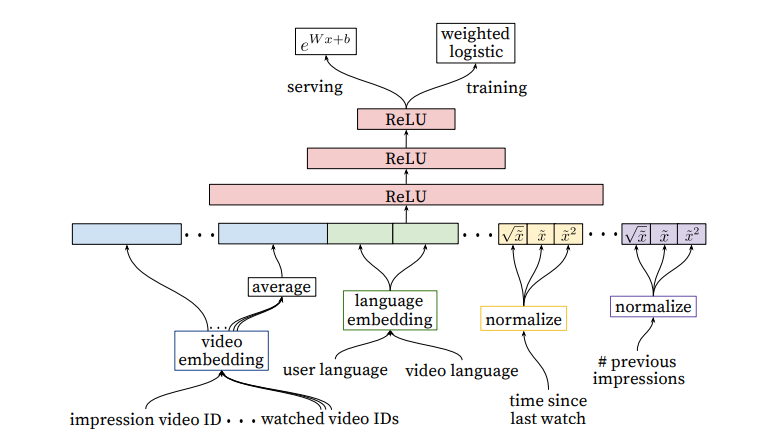 e^{Wx+b}
weighted
logistic
serving
training
ReLU
ReLU
ReLU
√x̃ x̃ x̃²
√x̃ x̃ x̃²
average
language
embedding
normalize
normalize
video
embedding
user language
video language
# previous
impressions
time since
last watch
impression video ID
watched video IDs